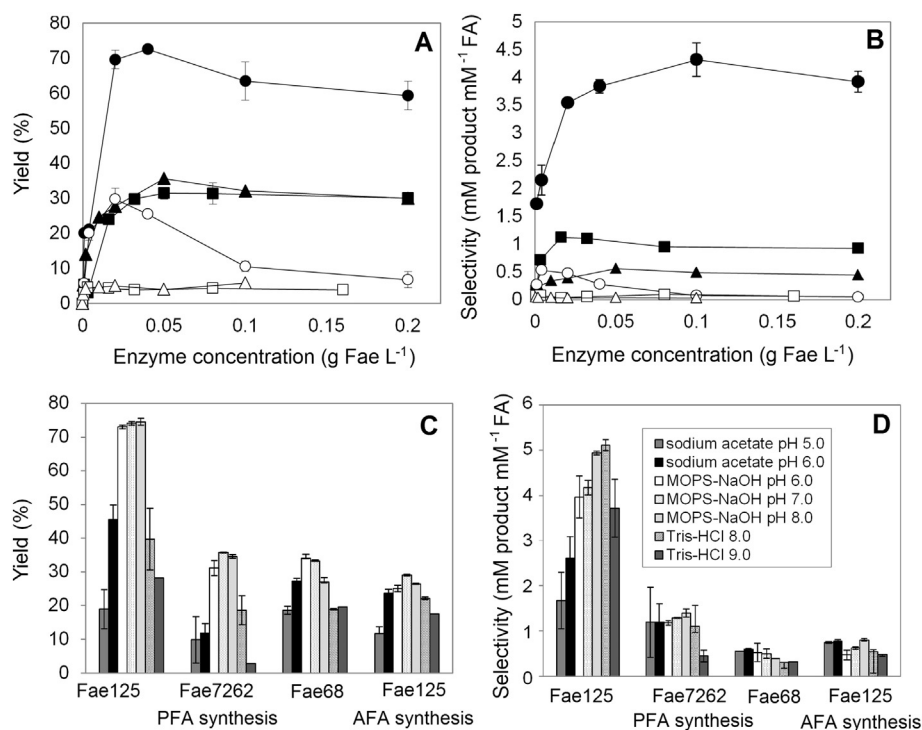 A
Yield (%)
80
70
60
50
40
30
20
10
0
0
0.05
0.1
0.15
0.2
Enzyme concentration (g Fae L⁻¹)
B
Selectivity (mM product mM⁻¹ FA)
5
4.5
4
3.5
3
2.5
2
1.5
1
0.5
0
0
0.05
0.1
0.15
0.2
Enzyme concentration (g Fae L⁻¹)
C
Yield (%)
80
70
60
50
40
30
20
10
0
Fae125
Fae7262
Fae68
Fae125
PFA synthesis
AFA synthesis
D
Selectivity (mM product mM⁻¹ FA)
6
5
4
3
2
1
0
sodium acetate pH 5.0
sodium acetate pH 6.0
MOPS-NaOH pH 6.0
MOPS-NaOH pH 7.0
MOPS-NaOH pH 8.0
Tris-HCl 8.0
Tris-HCl 9.0
Fae125
Fae7262
Fae68
Fae125
PFA synthesis
AFA synthesis